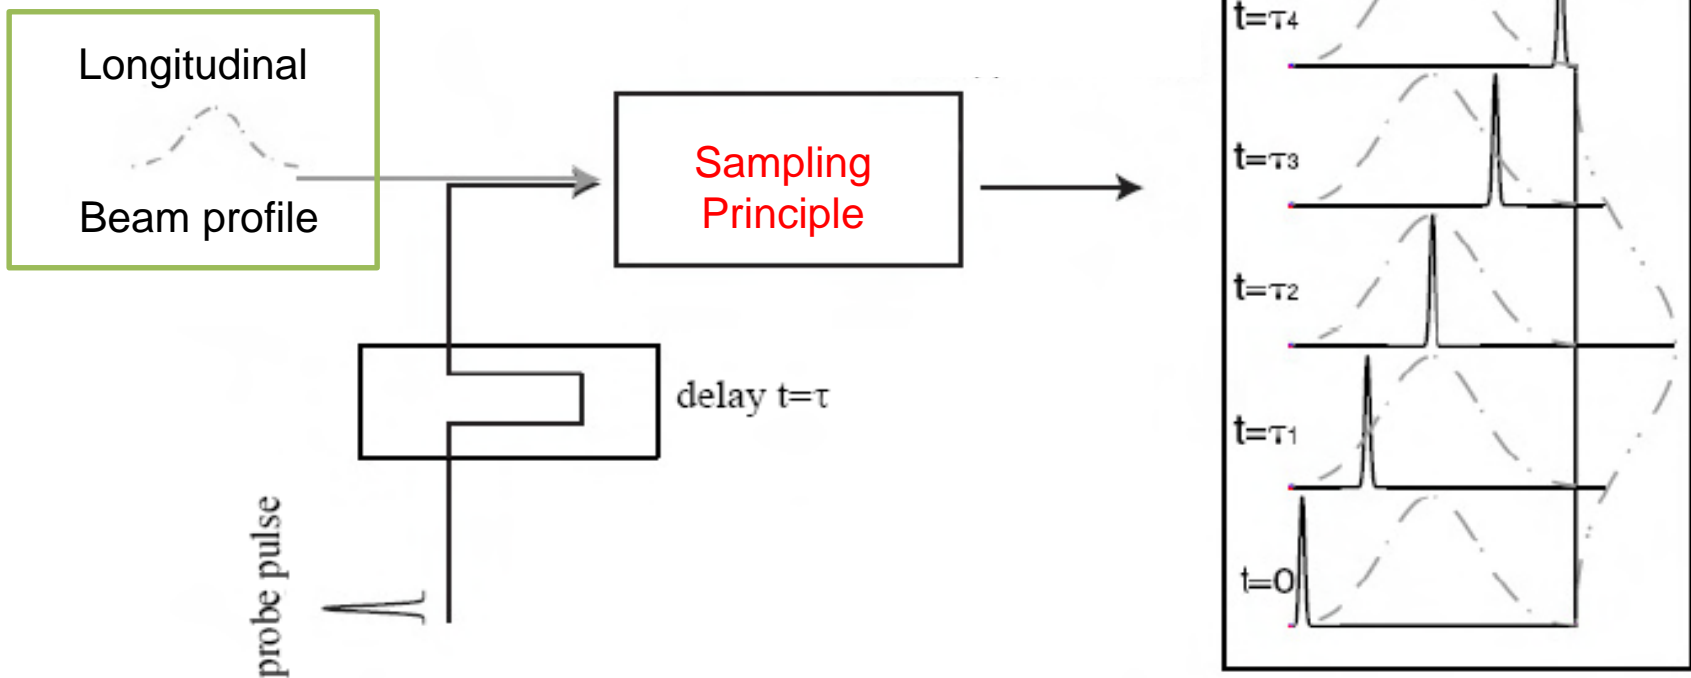 Longitudinal
Beam profile
Sampling
Principle
delay t=τ
probe pulse
t=τ4
t=τ3
t=τ2
t=τ1
t=0